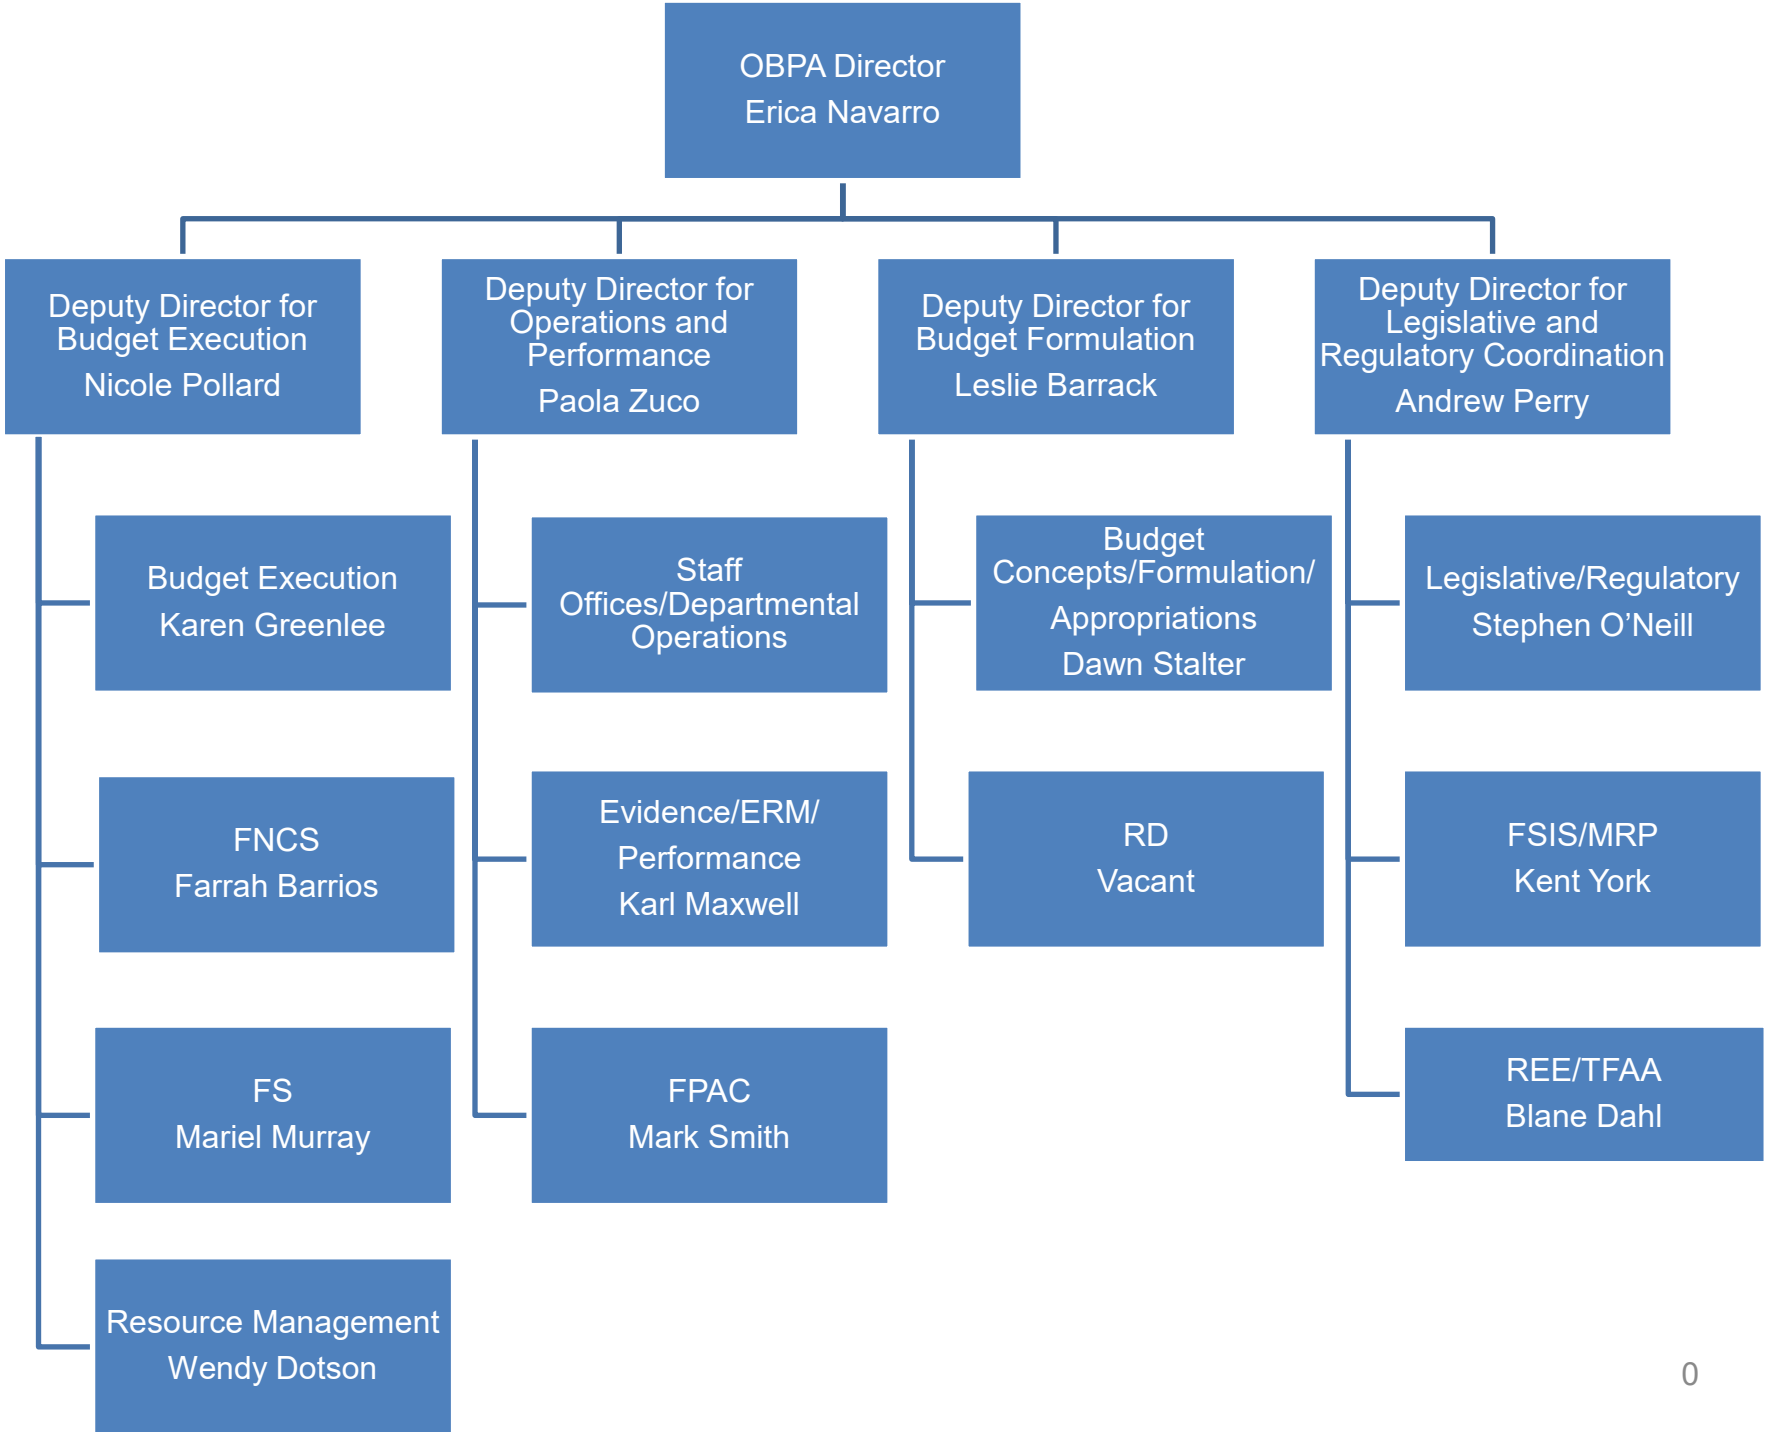 OBPA Director
Erica Navarro
Deputy Director for
Budget Execution
Nicole Pollard
Deputy Director for
Operations and
Performance
Paola Zuco
Deputy Director for
Budget Formulation
Leslie Barrack
Deputy Director for
Legislative and
Regulatory Coordination
Andrew Perry
Budget Execution
Karen Greenlee
Staff
Offices/Departmental
Operations
Budget
Concepts/Formulation/
Appropriations
Dawn Stalter
Legislative/Regulatory
Stephen O’Neill
FNCS
Farrah Barrios
Evidence/ERM/
Performance
Karl Maxwell
RD
Vacant
FSIS/MRP
Kent York
FS
Mariel Murray
FPAC
Mark Smith
REE/TFAA
Blane Dahl
Resource Management
Wendy Dotson
0